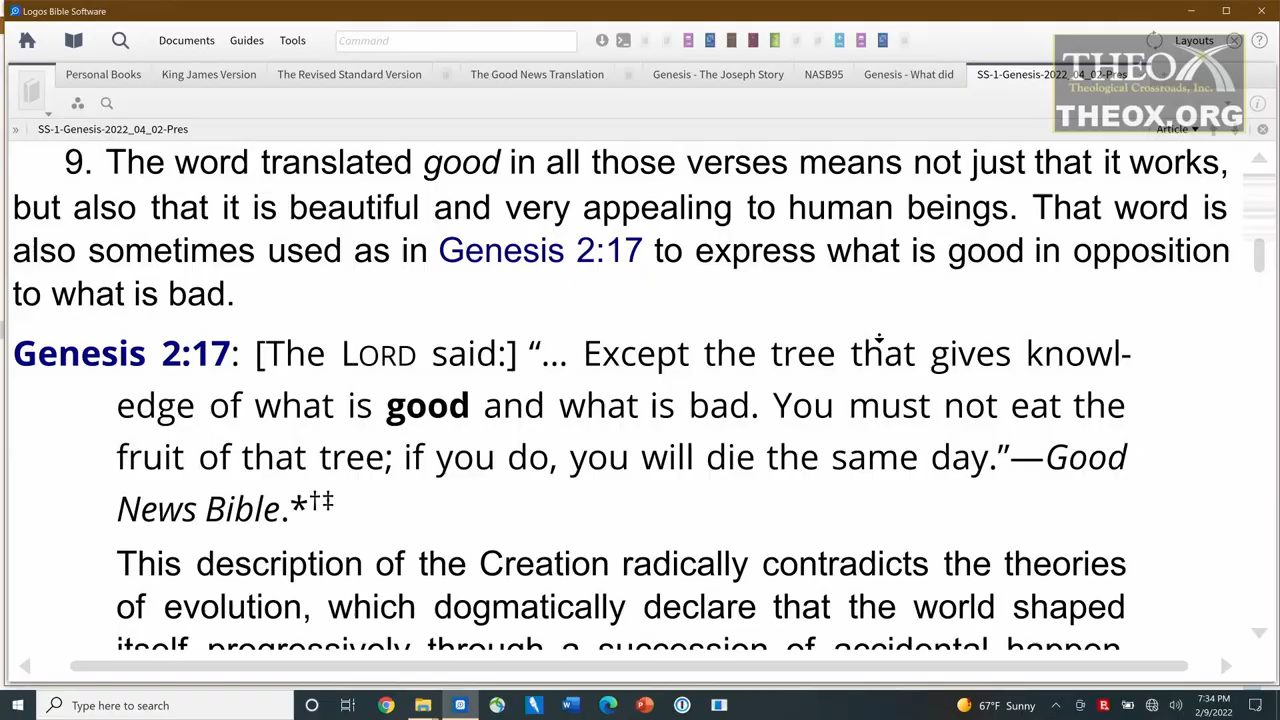 Logos Bible Software
Documents Guides Tools Command Layouts
Personal Books King James Version The Revised Standard Version The Good News Translation Genesis - The Joseph Story NASB95 Genesis - What did SS-1-Genesis-2022_04_02-Pres
THEOX
Theological Crossroads, Inc.
THEOX.ORG
SS-1-Genesis-2022_04_02-Pres Article
9. The word translated good in all those verses means not just that it works,
but also that it is beautiful and very appealing to human beings. That word is
also sometimes used as in Genesis 2:17 to express what is good in opposition
to what is bad.
Genesis 2:17: [The LORD said:] “… Except the tree that gives knowl-
edge of what is good and what is bad. You must not eat the
fruit of that tree; if you do, you will die the same day.”—Good
News Bible.*†‡
This description of the Creation radically contradicts the theories
of evolution, which dogmatically declare that the world shaped
itself progressively through a succession of accidental happen-
Type here to search 67°F Sunny 7:34 PM
2/9/2022